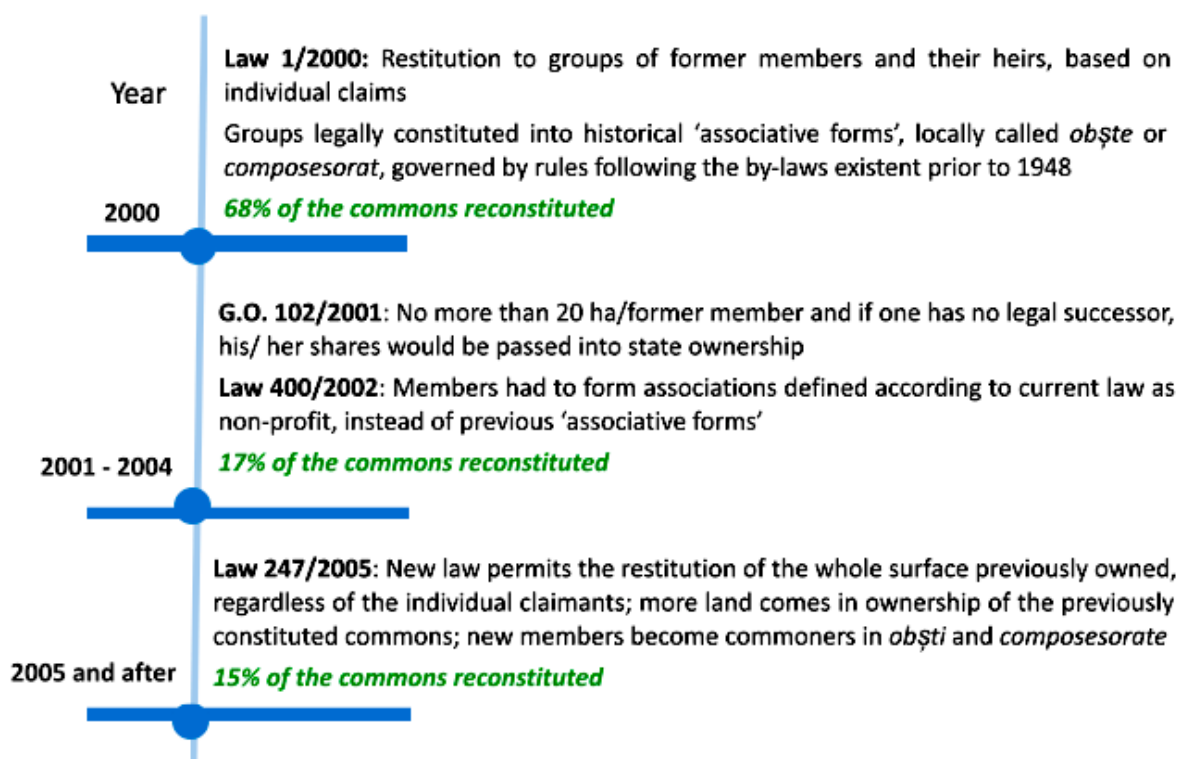 Year
Law 1/2000: Restitution to groups of former members and their heirs, based on
individual claims
Groups legally constituted into historical ‘associative forms’, locally called obşte or
composesorat, governed by rules following the by-laws existent prior to 1948
68% of the commons reconstituted
2000
G.O. 102/2001: No more than 20 ha/former member and if one has no legal successor,
his/ her shares would be passed into state ownership
Law 400/2002: Members had to form associations defined according to current law as
non-profit, instead of previous ‘associative forms’
17% of the commons reconstituted
2001 - 2004
Law 247/2005: New law permits the restitution of the whole surface previously owned,
regardless of the individual claimants; more land comes in ownership of the previously
constituted commons; new members become commoners in obşti and composesorate
15% of the commons reconstituted
2005 and after